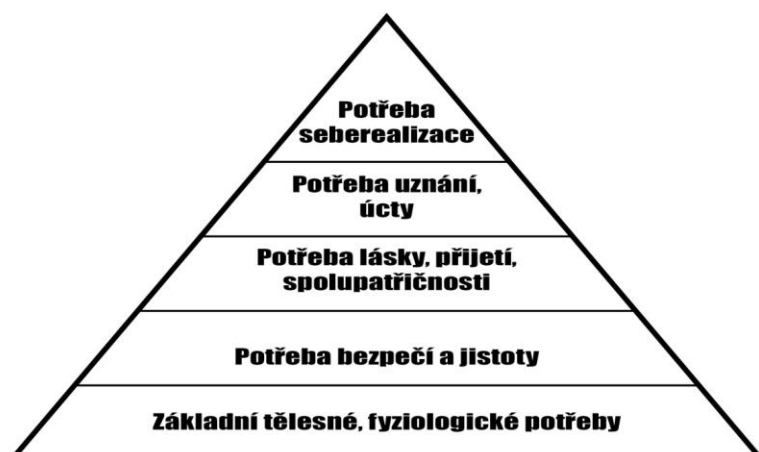 Potřeba
seberealizace
Potřeba uznání,
úcty
Potřeba lásky, přijetí,
spolupatřičnosti
Potřeba bezpečí a jistoty
Základní tělesné, fyziologické potřeby